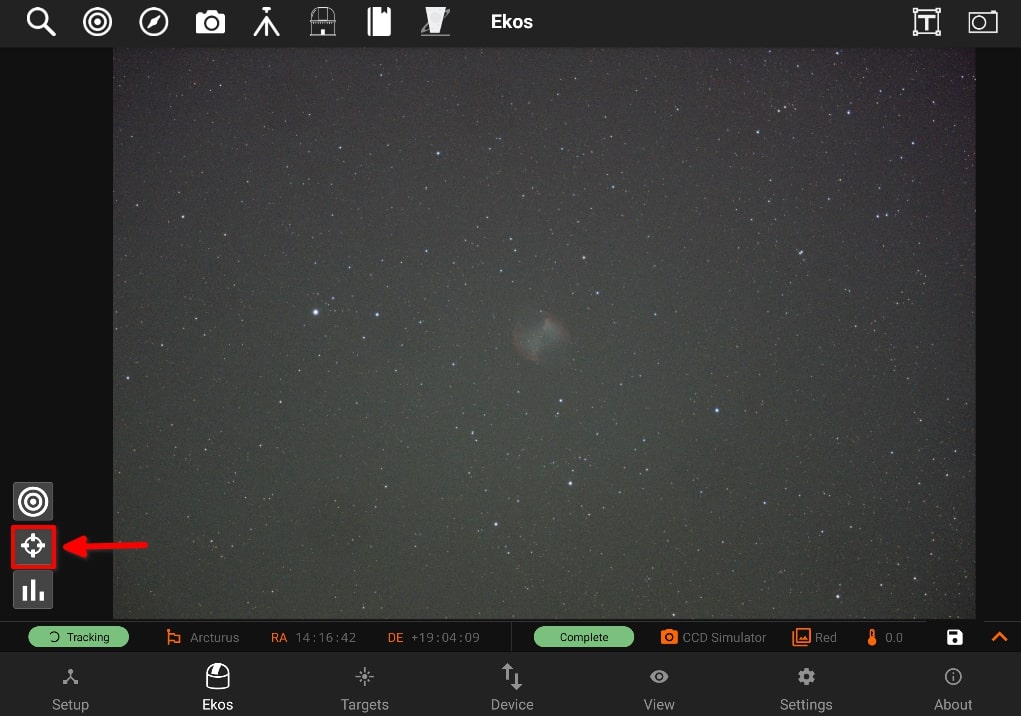 Ekos
Tracking
Arcturus
RA 14:16:42
DE +19:04:09
Complete
CCD Simulator
Red
0.0
Setup
Ekos
Targets
Device
View
Settings
About